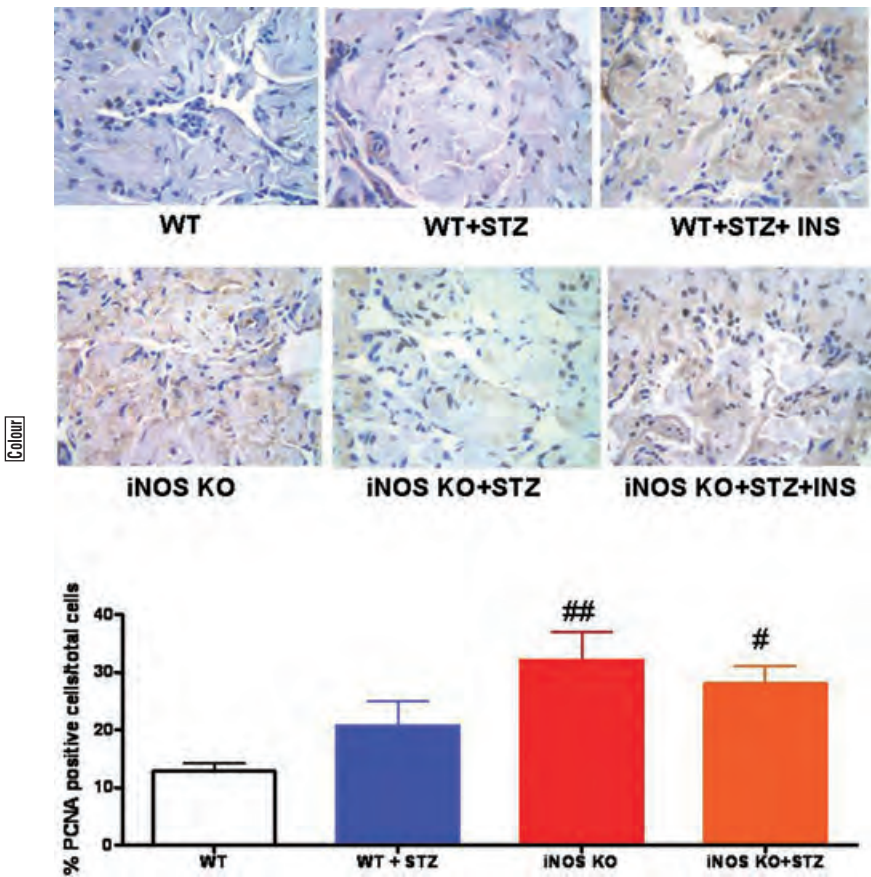 WT WT+STZ WT+STZ+ INS
iNOS KO iNOS KO+STZ iNOS KO+STZ+INS
Colour
% PCNA positive cells/total cells
40
30
20
10
0
##
#
WT WT + STZ iNOS KO iNOS KO+STZ